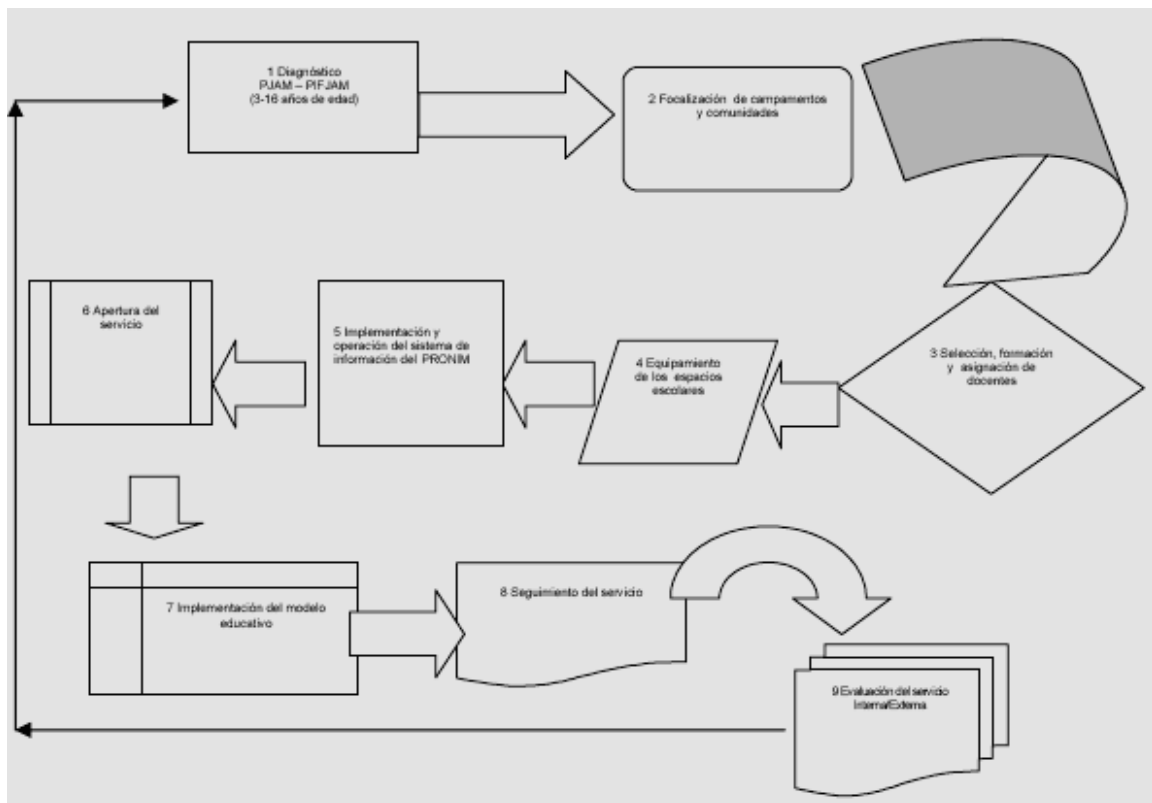 1 Diagnóstico
PJAM – PIFJAM
(3-16 años de edad)
2 Focalización de campamentos
y comunidades
3 Selección, formación
y asignación de
docentes
4 Equipamiento
de los espacios
escolares
5 Implementación y
operación del sistema de
información del PRONIM
6 Apertura del
servicio
7 Implementación del modelo
educativo
8 Seguimiento del servicio
9 Evaluación del servicio
Interna/Externa